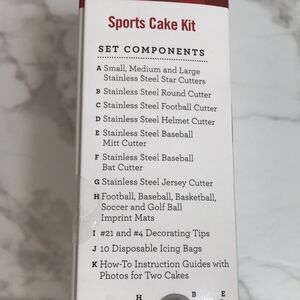 Sports Cake Kit
SET COMPONENTS
A Small, Medium and Large
Stainless Steel Star Cutters
B Stainless Steel Round Cutter
C Stainless Steel Football Cutter
D Stainless Steel Helmet Cutter
E Stainless Steel Baseball
Mitt Cutter
F Stainless Steel Baseball
Bat Cutter
G Stainless Steel Jersey Cutter
H Football, Baseball, Basketball,
Soccer and Golf Ball
Imprint Mats
I #21 and #4 Decorating Tips
J 10 Disposable Icing Bags
K How-To Instruction Guides with
Photos for Two Cakes
H B E